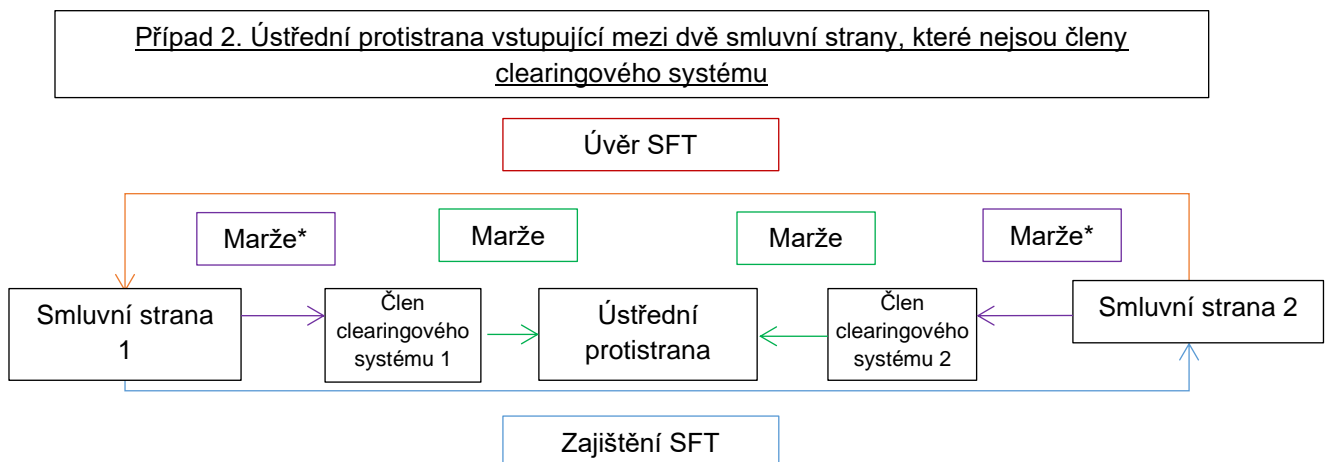 Případ 2. Ústřední protistrana vstupující mezi dvě smluvní strany, které nejsou členy
clearingového systému
Úvěr SFT
Marže*
Marže
Marže
Marže*
Smluvní strana
1
Člen
clearingového
systému 1
Ústřední
protistrana
Člen
clearingového
systému 2
Smluvní strana 2
Zajištění SFT